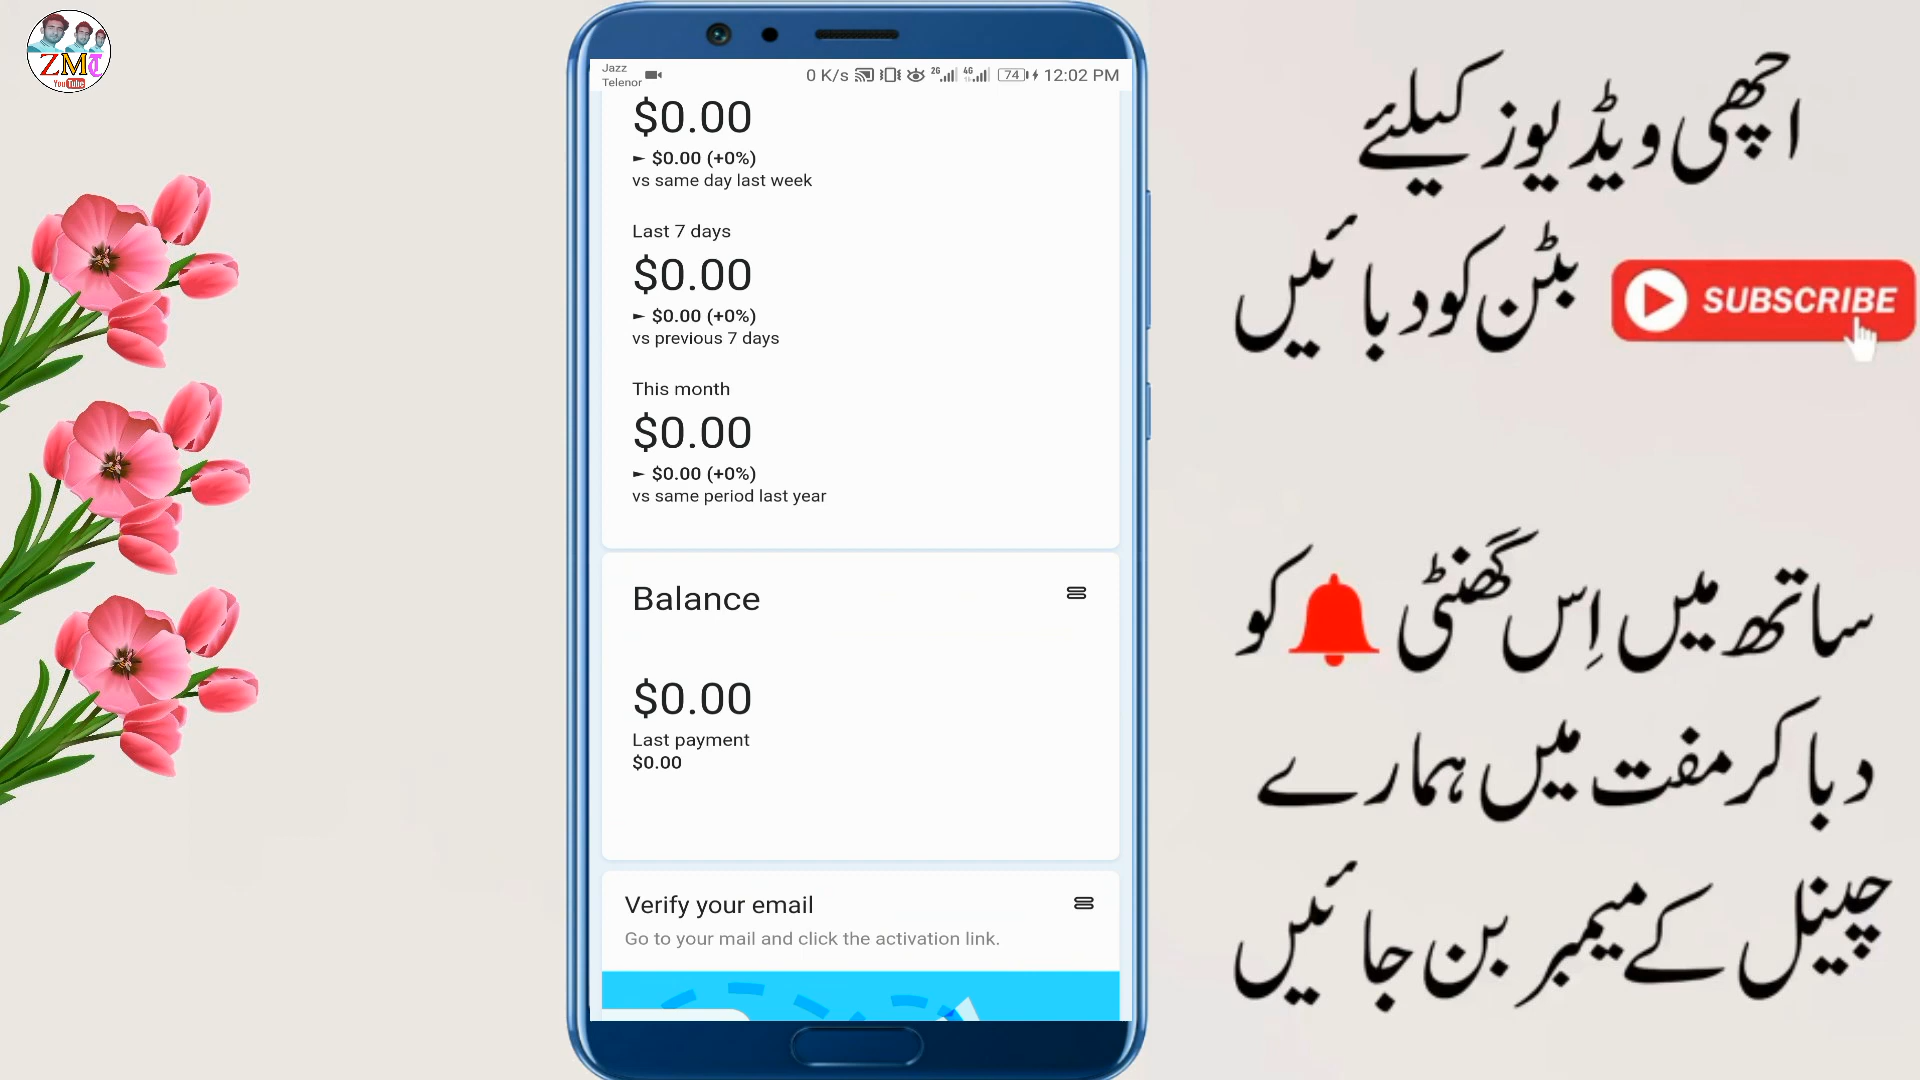 ZMT
YouTube
Jazz
Telenor
0 K/s 2G 4G 74 12:02 PM
$0.00
► $0.00 (+0%)
vs same day last week
Last 7 days
$0.00
► $0.00 (+0%)
vs previous 7 days
This month
$0.00
► $0.00 (+0%)
vs same period last year
Balance
$0.00
Last payment
$0.00
Verify your email
Go to your mail and click the activation link.
اچھی ویڈیوز کیلئے
بٹن کو دبائیں
SUBSCRIBE
ساتھ میں اِس گھنٹی کو
دبا کر مفت میں ہمارے
چینل کے میمبر بن جائیں